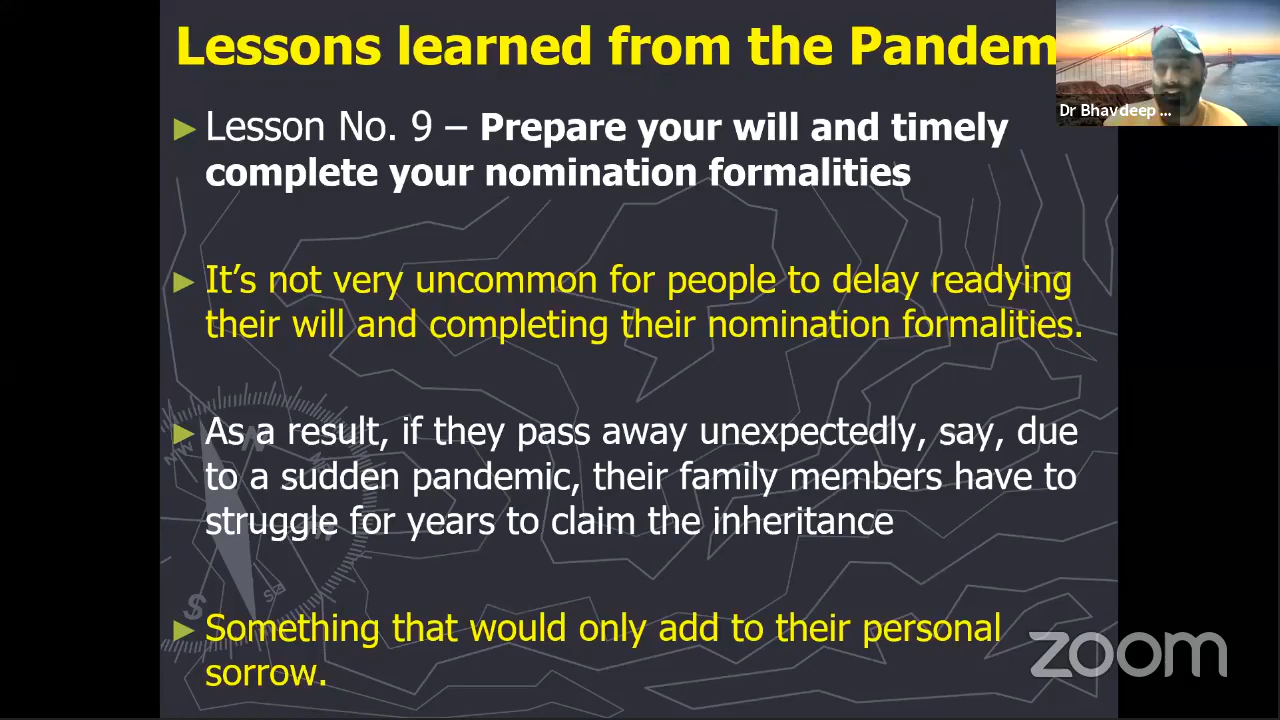 Lessons learned from the Pandem
Dr Bhavdeep ...
► Lesson No. 9 – Prepare your will and timely
complete your nomination formalities
► It’s not very uncommon for people to delay readying
their will and completing their nomination formalities.
► As a result, if they pass away unexpectedly, say, due
to a sudden pandemic, their family members have to
struggle for years to claim the inheritance
► Something that would only add to their personal
sorrow.
zoom
N
NW
S
SE